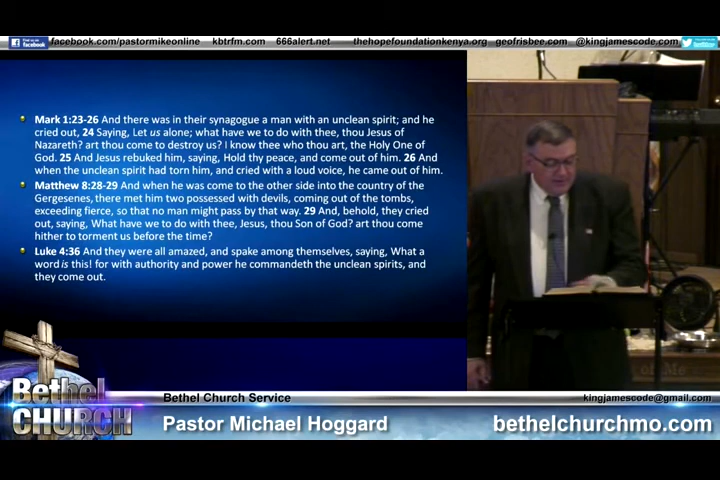 facebook.com/pastormikeonline kbtrfm.com 666alert.net thehopefoundationkenya.org geofrisbee.com @kingjamescode.com
Mark 1:23-26 And there was in their synagogue a man with an unclean spirit; and he
cried out, 24 Saying, Let us alone; what have we to do with thee, thou Jesus of
Nazareth? art thou come to destroy us? I know thee who thou art, the Holy One of
God. 25 And Jesus rebuked him, saying, Hold thy peace, and come out of him. 26 And
when the unclean spirit had torn him, and cried with a loud voice, he came out of him.
Matthew 8:28-29 And when he was come to the other side into the country of the
Gergesenes, there met him two possessed with devils, coming out of the tombs,
exceeding fierce, so that no man might pass by that way. 29 And, behold, they cried
out, saying, What have we to do with thee, Jesus, thou Son of God? art thou come
hither to torment us before the time?
Luke 4:36 And they were all amazed, and spake among themselves, saying, What a
word is this! for with authority and power he commandeth the unclean spirits, and
they come out.
of Me
Bethel
CHURCH
Bethel Church Service
kingjamescode@gmail.com
Pastor Michael Hoggard
bethelchurchmo.com